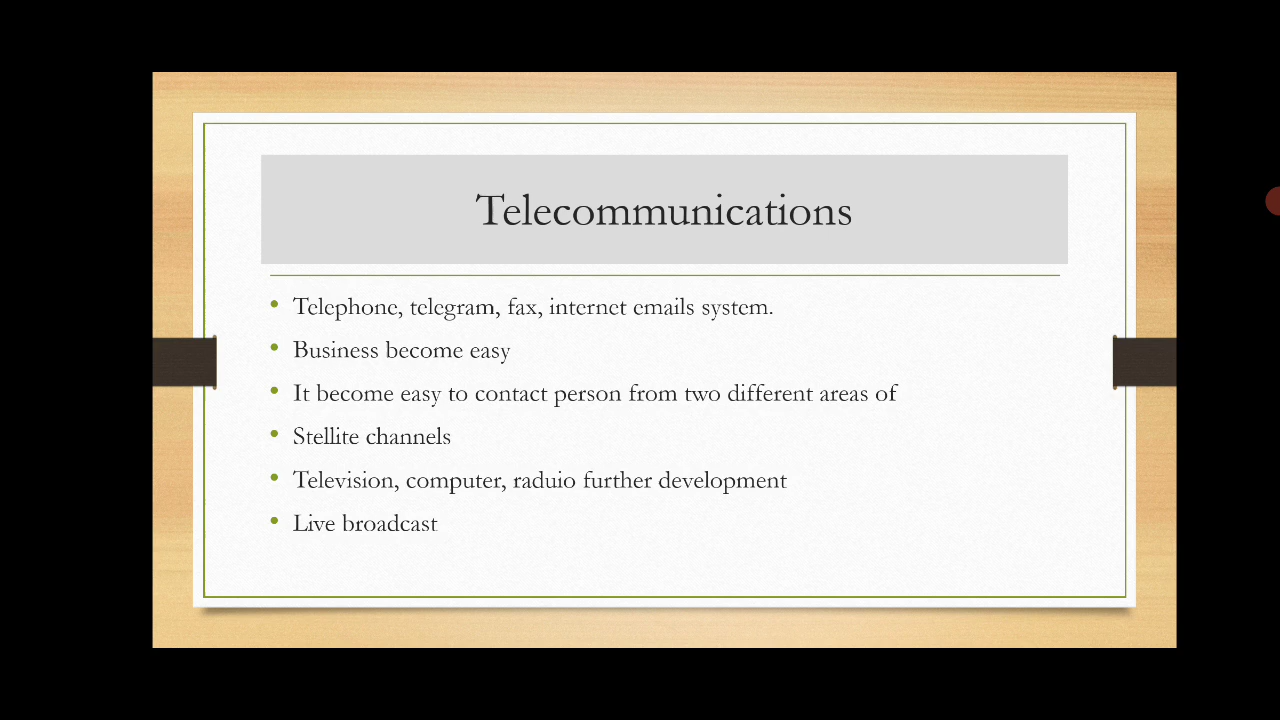 Telecommunications
• Telephone, telegram, fax, internet emails system.
• Business become easy
• It become easy to contact person from two different areas of
• Stellite channels
• Television, computer, raduio further development
• Live broadcast